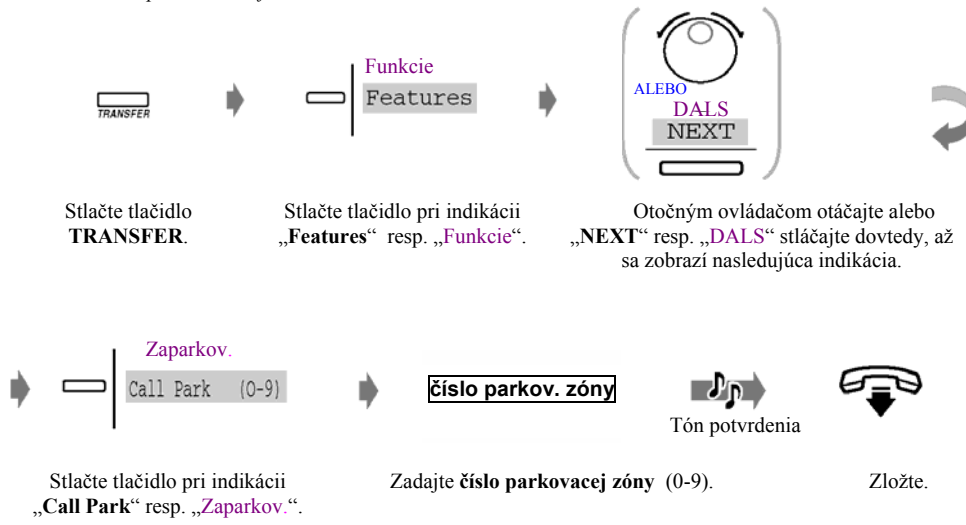 Funkcie
Features
ALEBO
DALS
NEXT
TRANSFER
Stlačte tlačidlo
TRANSFER.
Stlačte tlačidlo pri indikácii
„Features“ resp. „Funkcie“.
Otočným ovládačom otáčajte alebo
„NEXT“ resp. „DALS“ stláčajte dovtedy, až
sa zobrazí nasledujúca indikácia.
Zaparkov.
Call Park (0-9)
číslo parkov. zóny
Tón potvrdenia
Stlačte tlačidlo pri indikácii
„Call Park“ resp. „Zaparkov.“.
Zadajte číslo parkovacej zóny (0-9).
Zložte.